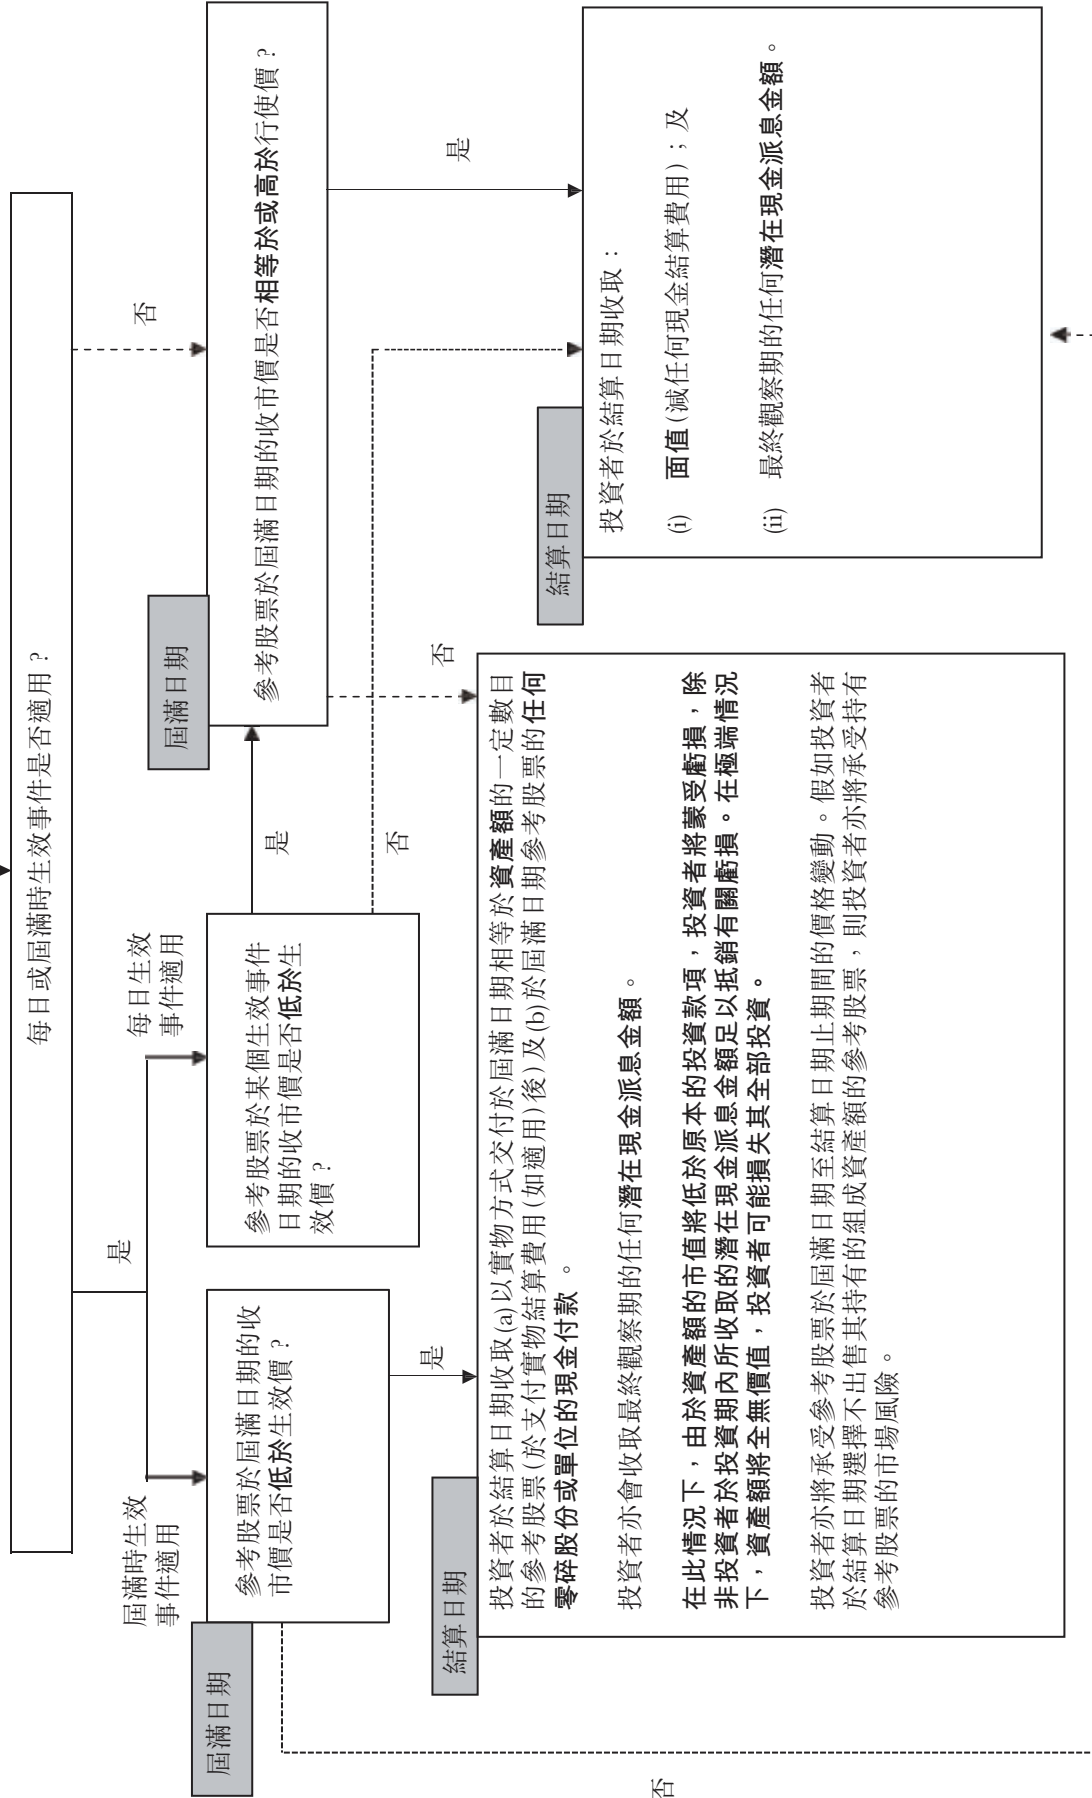 每日或屆滿時生效事件是否適用?
是
否
屆滿時生效
事件適用
每日生效
事件適用
屆滿日期
參考股票於屆滿日期的收
市價是否低於生效價?
是
否
參考股票於某個生效事件
日期的收市價是否低於生
效價?
是
否
屆滿日期
參考股票於屆滿日期的收市價是否相等於或高於行使價?
否
是
結算日期
投資者於結算日期收取(a)以實物方式交付於屆滿日期相等於資產額的一定數目
的參考股票(於支付實物結算費用(如適用)後)及(b)於屆滿日期參考股票的任何
零碎股份或單位的現金付款。
投資者亦會收取最終觀察期的任何潛在現金派息金額。
在此情況下,由於資產額的市值將低於原本的投資款項,投資者將蒙受虧損,除
非投資者於投資期內所收取的潛在現金派息金額足以抵銷有關虧損。在極端情況
下,資產額將全無價值,投資者可能損失其全部投資。
投資者亦將承受參考股票於屆滿日期至結算日期止期間的價格變動。假如投資者
於結算日期選擇不出售其持有的組成資產額的參考股票,則投資者亦將承受持有
參考股票的市場風險。
結算日期
投資者於結算日期收取:
(i) 面值(減任何現金結算費用);及
(ii) 最終觀察期的任何潛在現金派息金額。